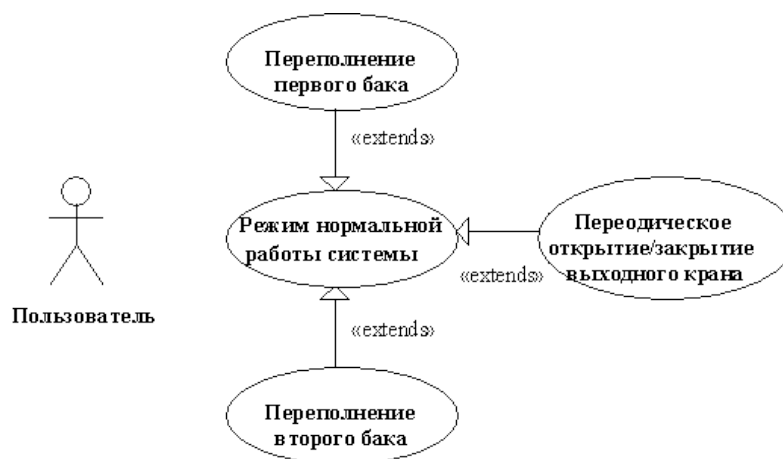 Переполнение
первого бака
«extends»
Режим нормальной
работы системы
Переодическое
открытие/закрытие
выходного крана
«extends»
Пользователь
«extends»
Переполнение
второго бака